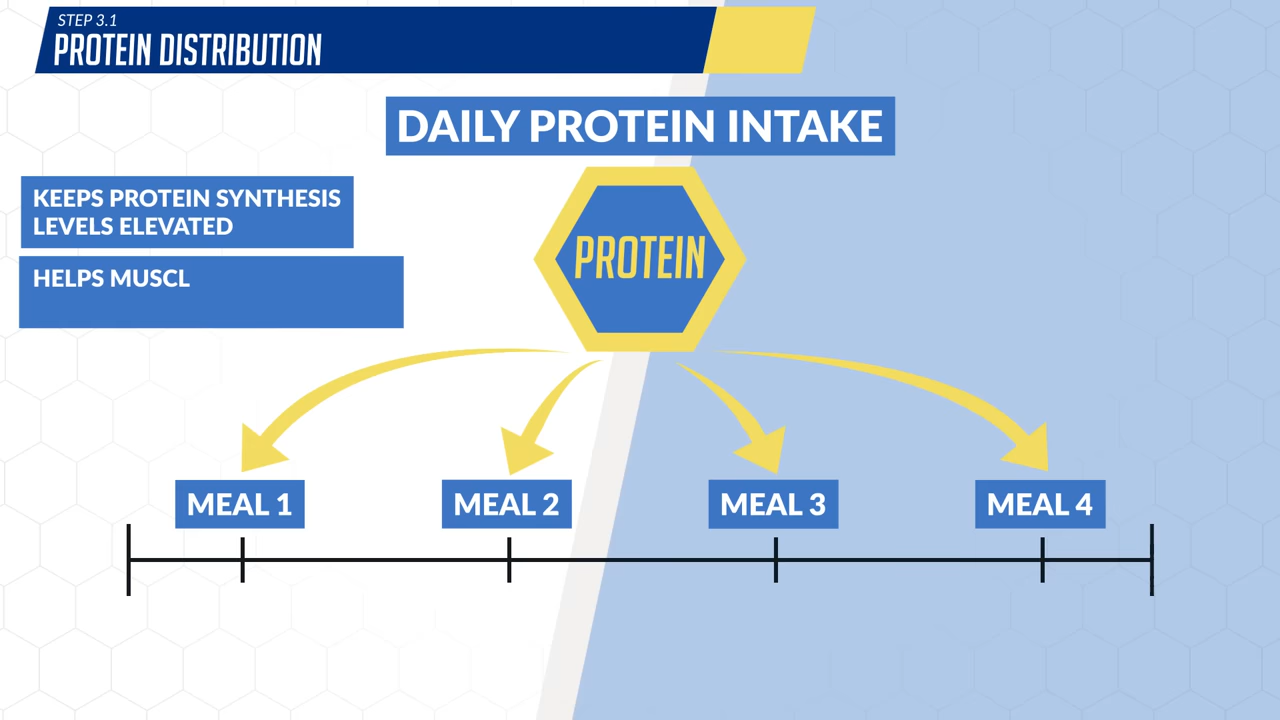 STEP 3.1
PROTEIN DISTRIBUTION
DAILY PROTEIN INTAKE
KEEPS PROTEIN SYNTHESIS
LEVELS ELEVATED
HELPS MUSCL
PROTEIN
MEAL 1
MEAL 2
MEAL 3
MEAL 4